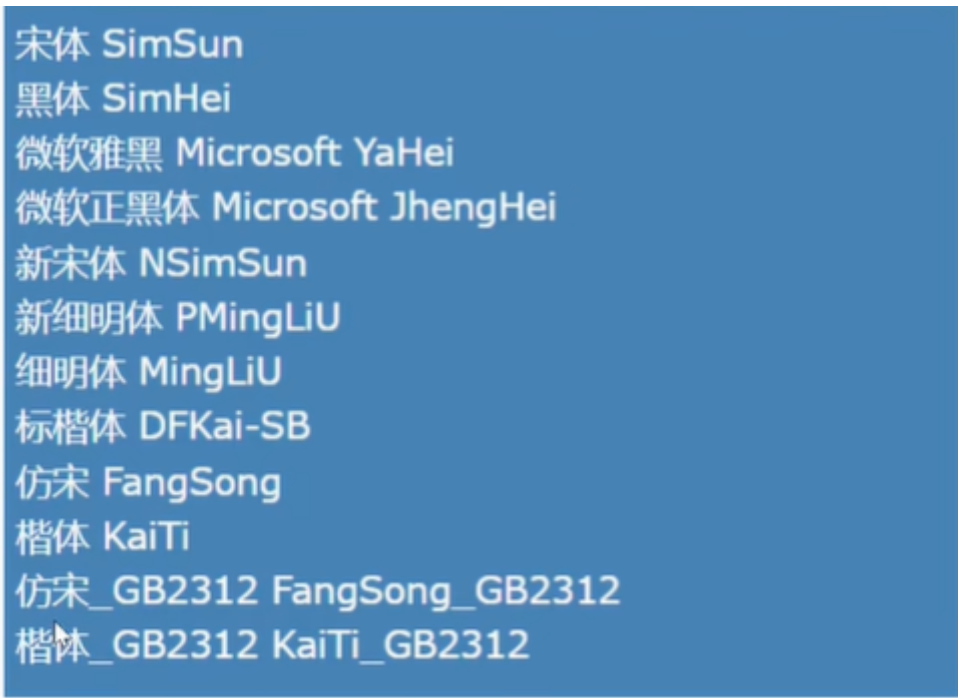 宋体 SimSun
黑体 SimHei
微软雅黑 Microsoft YaHei
微软正黑体 Microsoft JhengHei
新宋体 NSimSun
新细明体 PMingLiU
细明体 MingLiU
标楷体 DFKai-SB
仿宋 FangSong
楷体 KaiTi
仿宋_GB2312 FangSong_GB2312
楷体_GB2312 KaiTi_GB2312